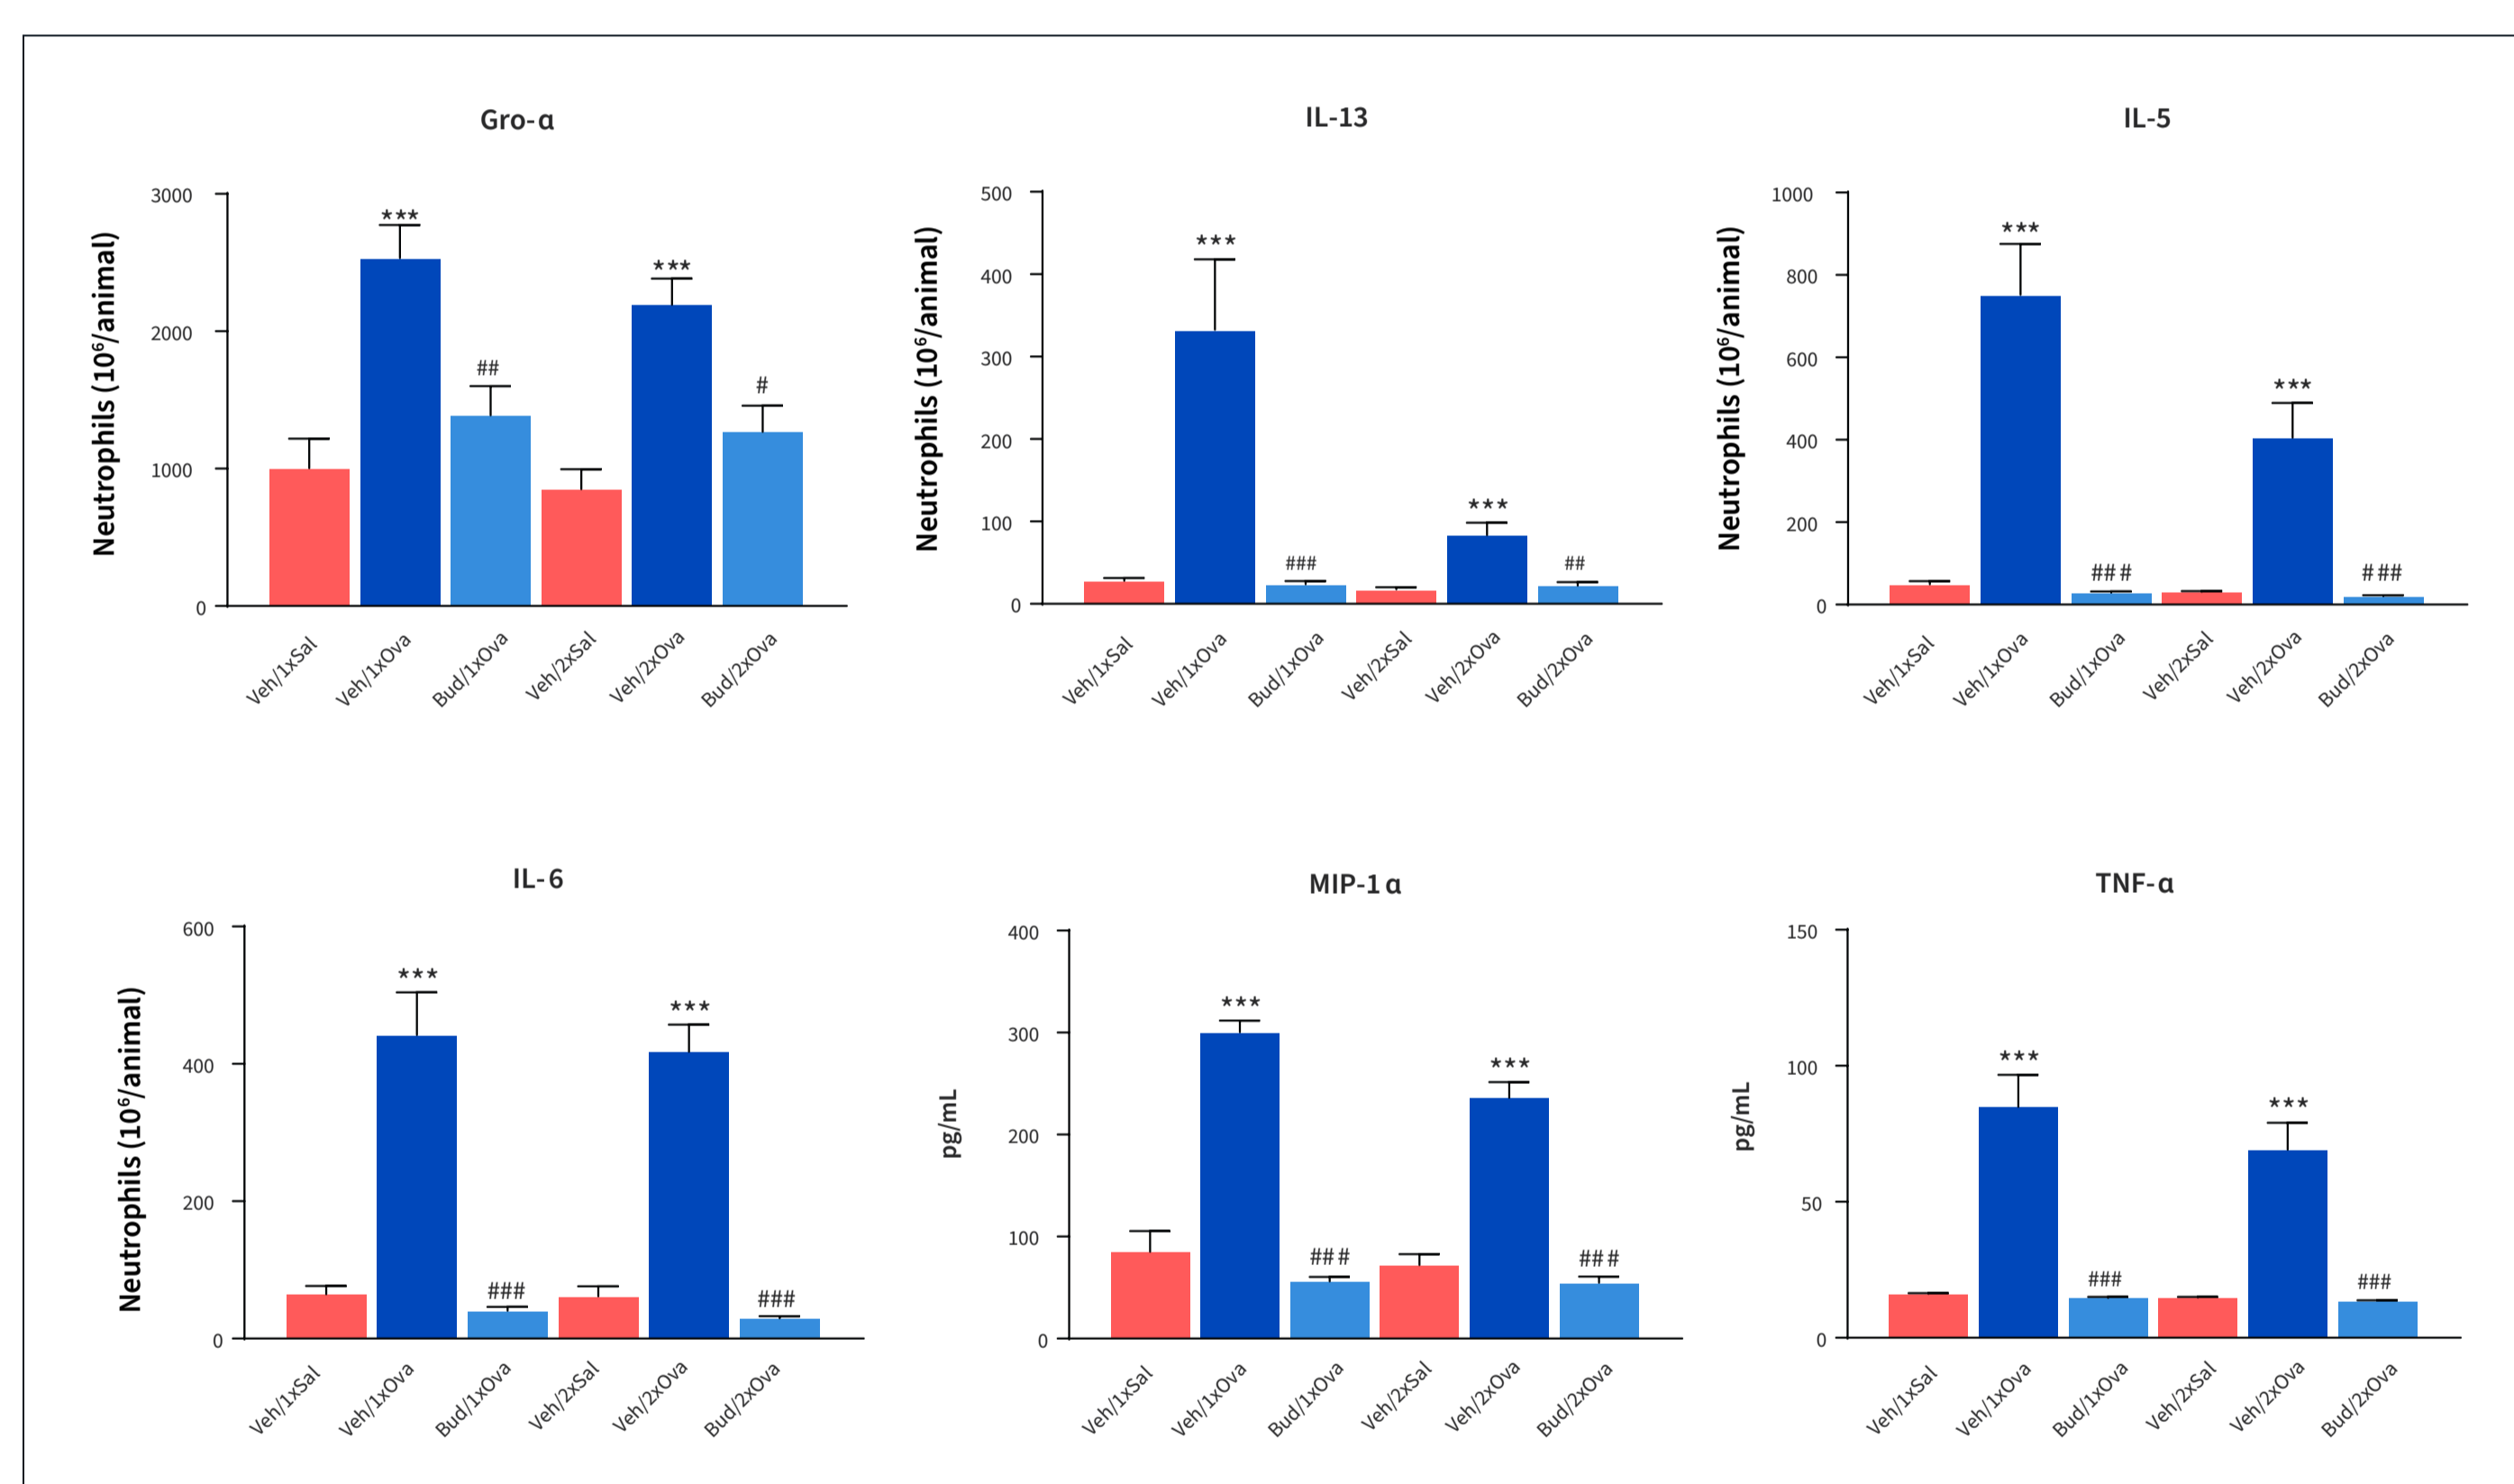 Gro-α
Neutrophils (10⁶/animal)
3000
2000
1000
0
***
##
***
#
Veh/1xSal
Veh/1xOva
Bud/1xOva
Veh/2xSal
Veh/2xOva
Bud/2xOva
IL-13
Neutrophils (10⁶/animal)
500
400
300
200
100
0
***
###
***
##
Veh/1xSal
Veh/1xOva
Bud/1xOva
Veh/2xSal
Veh/2xOva
Bud/2xOva
IL-5
Neutrophils (10⁶/animal)
1000
800
600
400
200
0
***
###
***
###
Veh/1xSal
Veh/1xOva
Bud/1xOva
Veh/2xSal
Veh/2xOva
Bud/2xOva
IL-6
Neutrophils (10⁶/animal)
600
400
200
0
***
###
***
###
Veh/1xSal
Veh/1xOva
Bud/1xOva
Veh/2xSal
Veh/2xOva
Bud/2xOva
MIP-1α
pg/mL
400
300
200
100
0
***
###
***
###
Veh/1xSal
Veh/1xOva
Bud/1xOva
Veh/2xSal
Veh/2xOva
Bud/2xOva
TNF-α
pg/mL
150
100
50
0
***
###
***
###
Veh/1xSal
Veh/1xOva
Bud/1xOva
Veh/2xSal
Veh/2xOva
Bud/2xOva